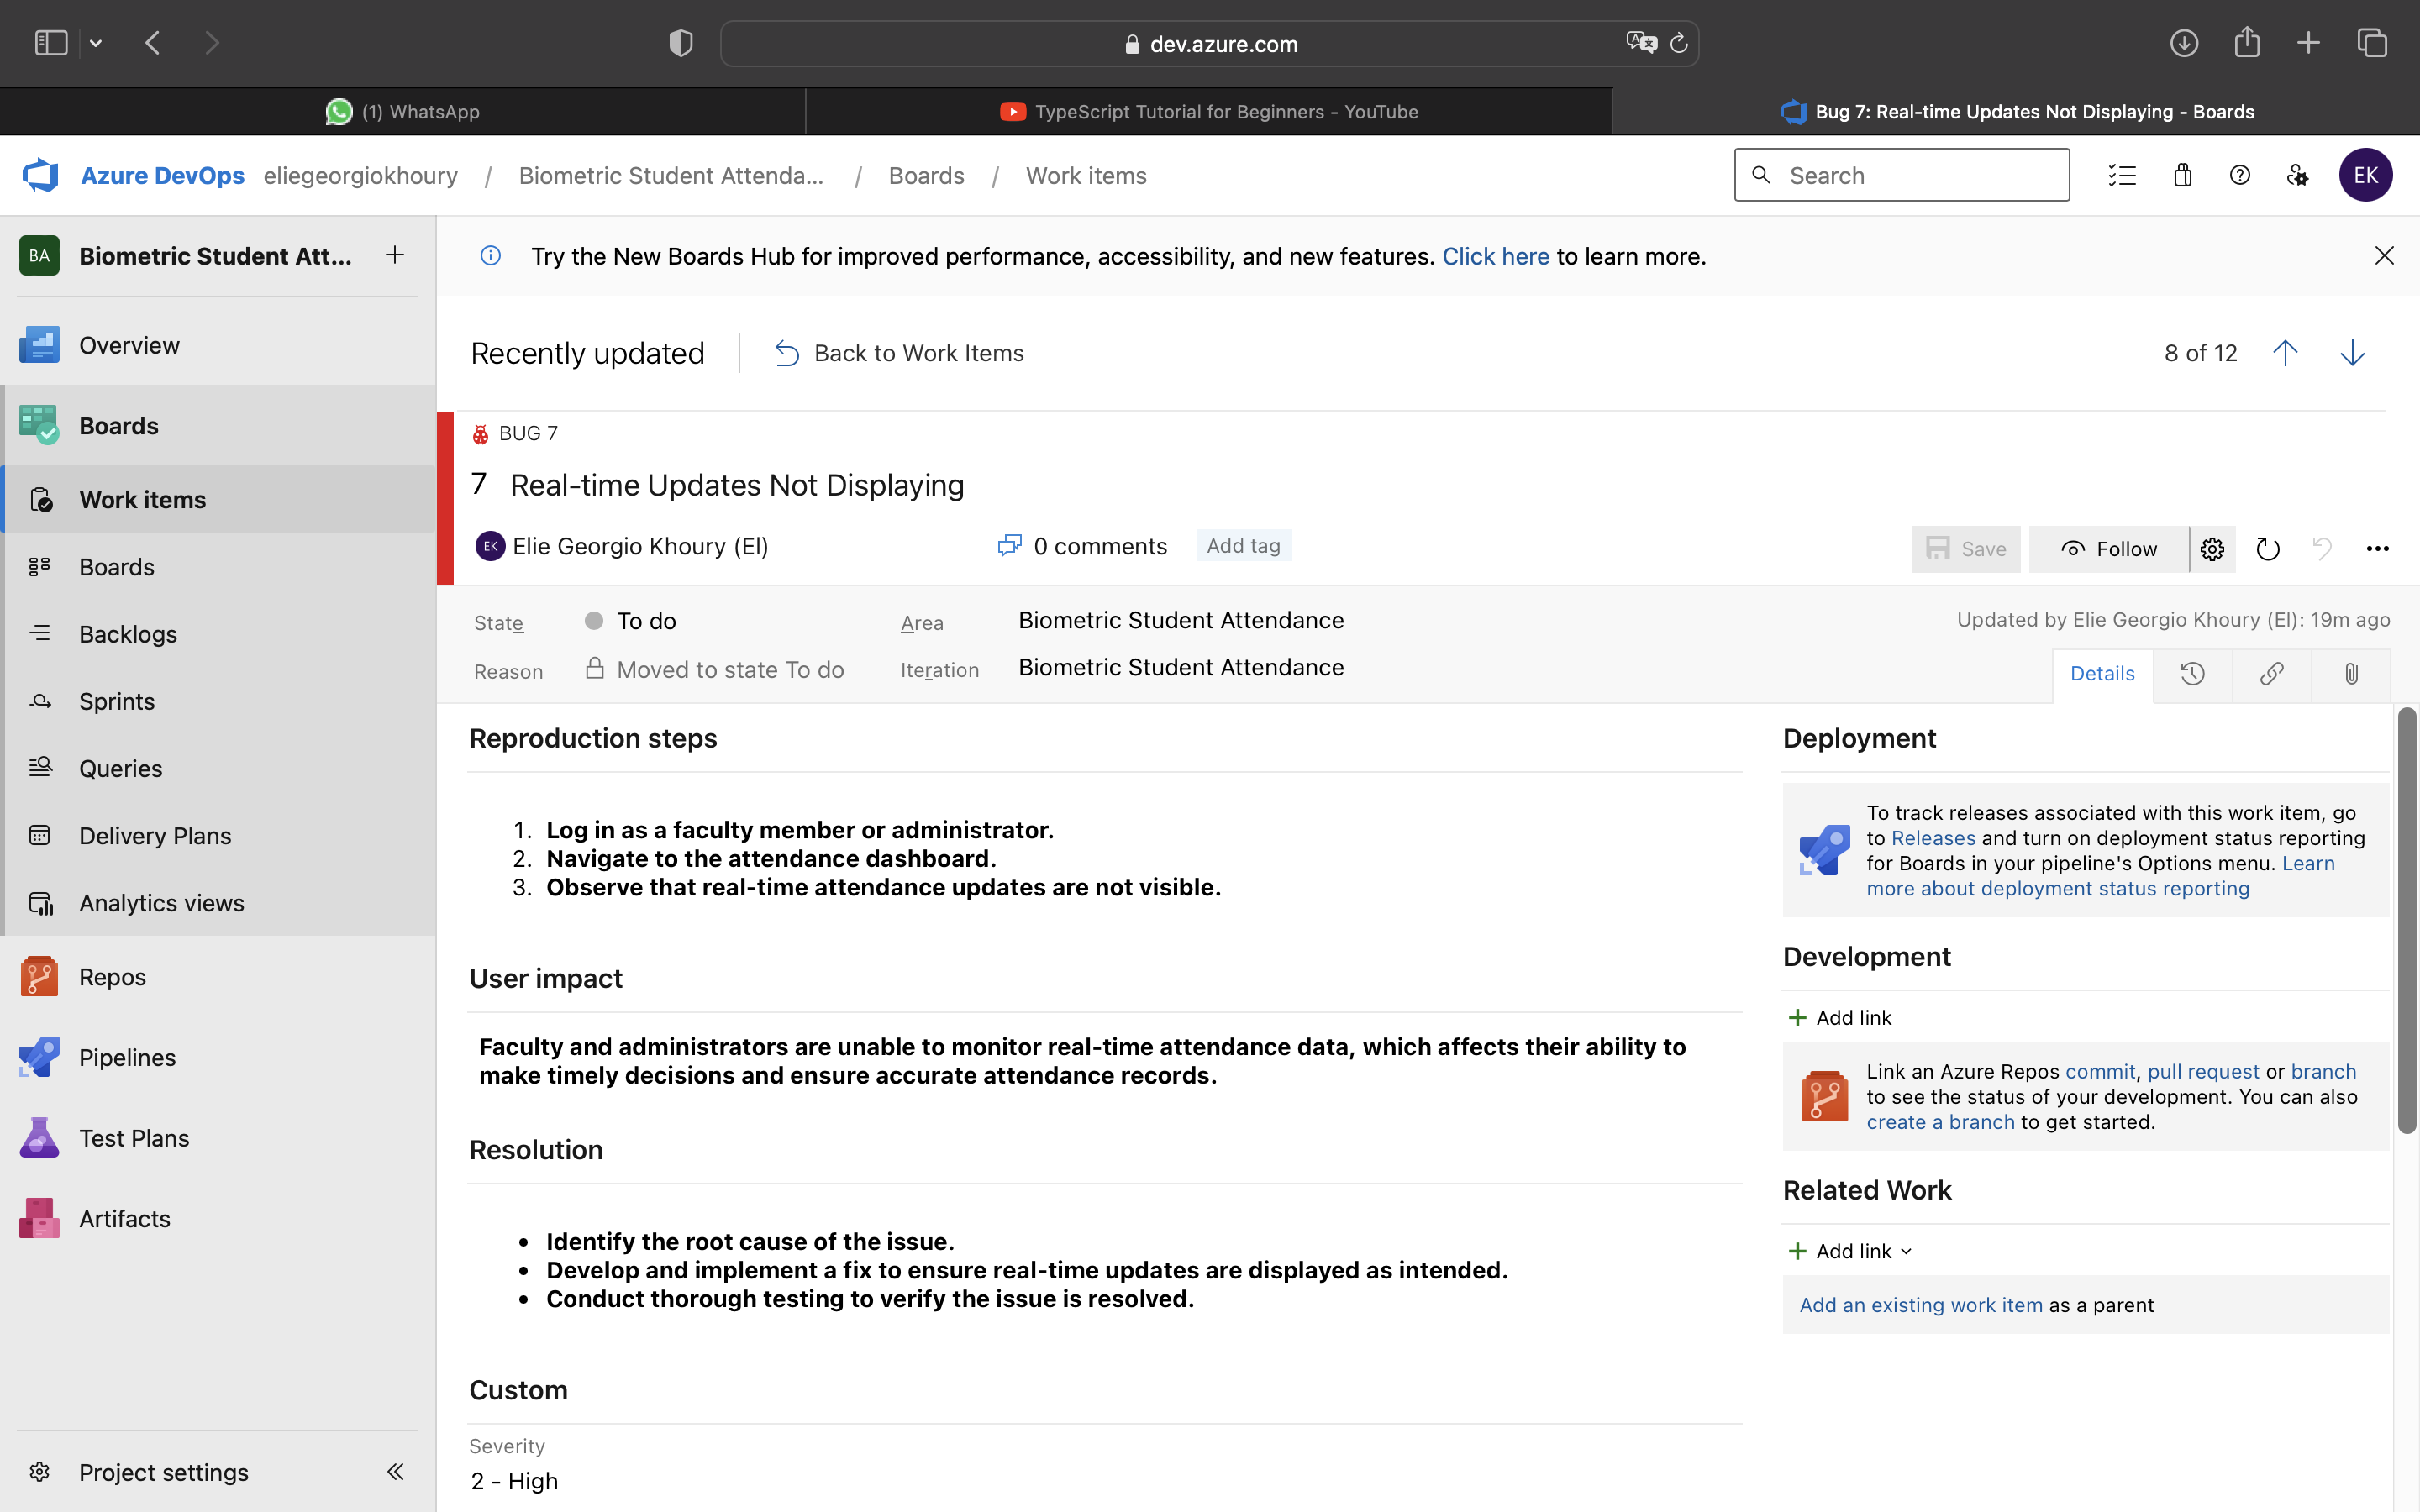 dev.azure.com
(1) WhatsApp
TypeScript Tutorial for Beginners - YouTube
Bug 7: Real-time Updates Not Displaying - Boards
Azure DevOps eliegeorgiokhoury / Biometric Student Attenda... / Boards / Work items
Search
EK
BA Biometric Student Att...
Overview
Boards
Work items
Boards
Backlogs
Sprints
Queries
Delivery Plans
Analytics views
Repos
Pipelines
Test Plans
Artifacts
Project settings
Try the New Boards Hub for improved performance, accessibility, and new features. Click here to learn more.
Recently updated
Back to Work Items
8 of 12
BUG 7
7 Real-time Updates Not Displaying
EK Elie Georgio Khoury (El)
0 comments
Add tag
Save
Follow
State To do
Area Biometric Student Attendance
Updated by Elie Georgio Khoury (El): 19m ago
Reason Moved to state To do
Iteration Biometric Student Attendance
Details
Reproduction steps
1. Log in as a faculty member or administrator.
2. Navigate to the attendance dashboard.
3. Observe that real-time attendance updates are not visible.
User impact
Faculty and administrators are unable to monitor real-time attendance data, which affects their ability to
make timely decisions and ensure accurate attendance records.
Resolution
• Identify the root cause of the issue.
• Develop and implement a fix to ensure real-time updates are displayed as intended.
• Conduct thorough testing to verify the issue is resolved.
Custom
Severity
2 - High
Deployment
To track releases associated with this work item, go
to Releases and turn on deployment status reporting
for Boards in your pipeline's Options menu. Learn
more about deployment status reporting
Development
+ Add link
Link an Azure Repos commit, pull request or branch
to see the status of your development. You can also
create a branch to get started.
Related Work
+ Add link
Add an existing work item as a parent